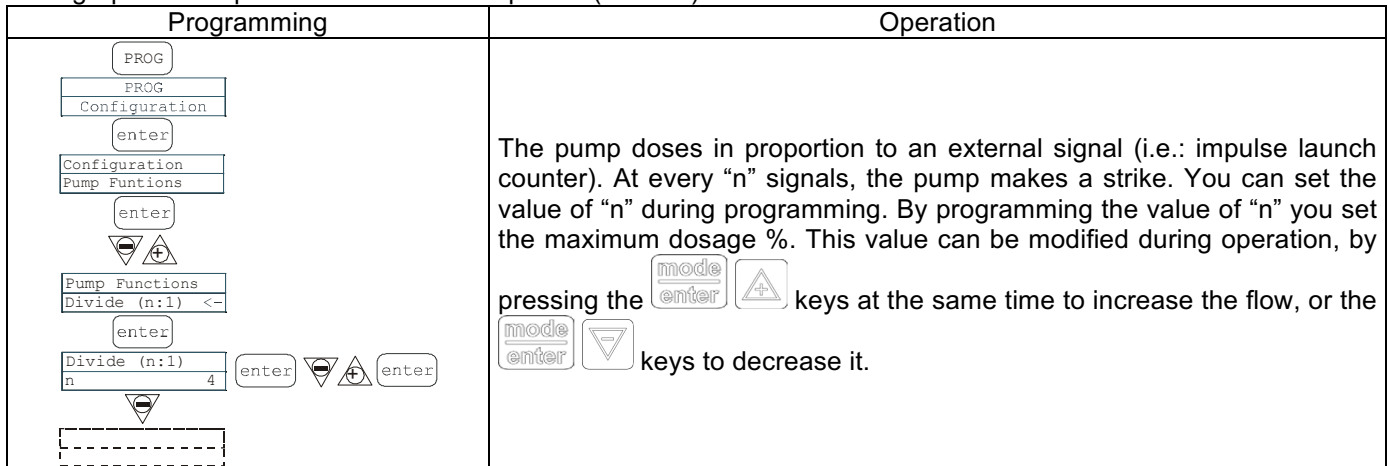 Programming
Operation
PROG
PROG
Configuration
enter
Configuration
Pump Funtions
enter
Pump Functions
Divide (n:1) <-
enter
Divide (n:1)
n 4
enter
enter
The pump doses in proportion to an external signal (i.e.: impulse launch
counter). At every “n” signals, the pump makes a strike. You can set the
value of “n” during programming. By programming the value of “n” you set
the maximum dosage %. This value can be modified during operation, by
pressing the mode enter keys at the same time to increase the flow, or the
mode enter keys to decrease it.